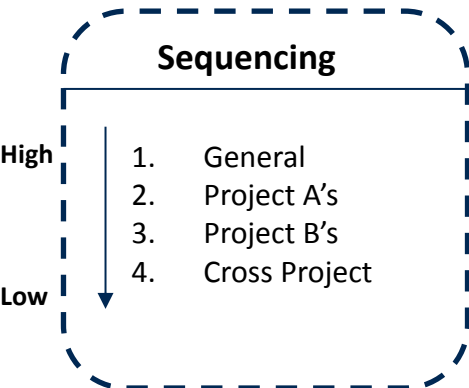 Sequencing
High
1. General
2. Project A’s
3. Project B’s
4. Cross Project
Low